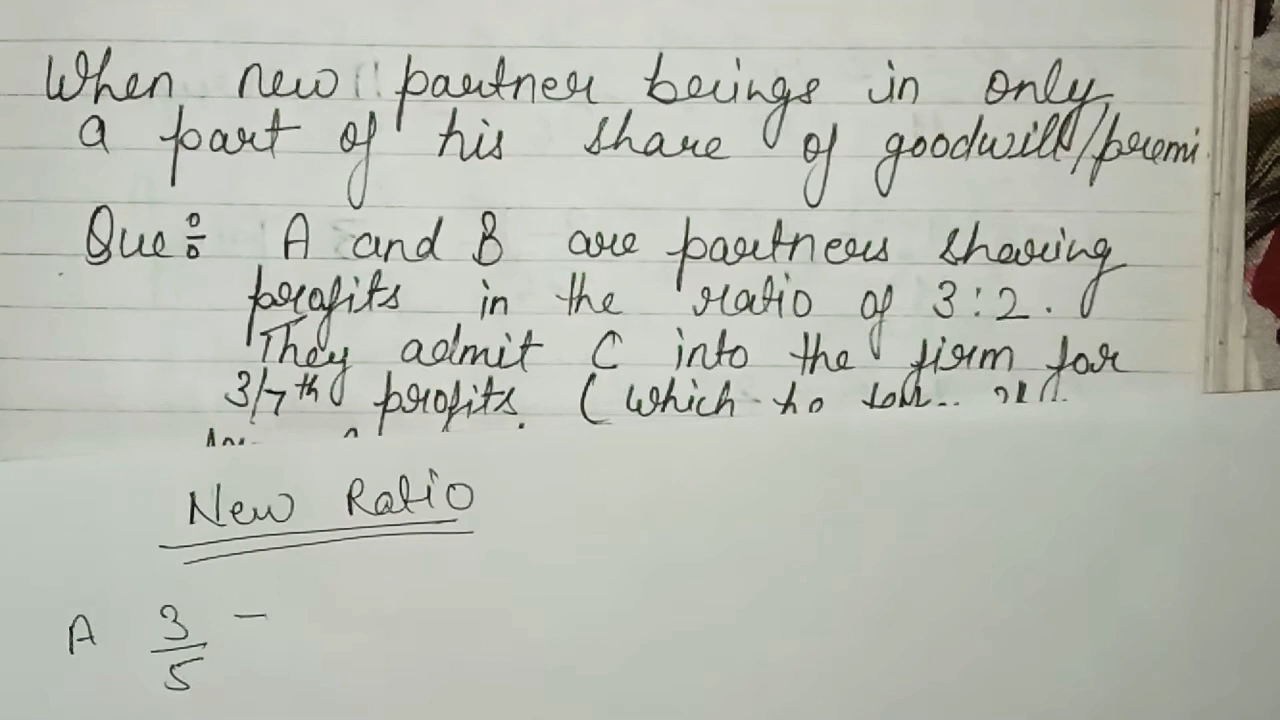 When new partner brings in only
a part of his share of goodwill/premi
Que: A and B are partners sharing
profits in the ratio of 3:2.
They admit C into the firm for
3/7th profits. (which
New Ratio
A 3/5 -